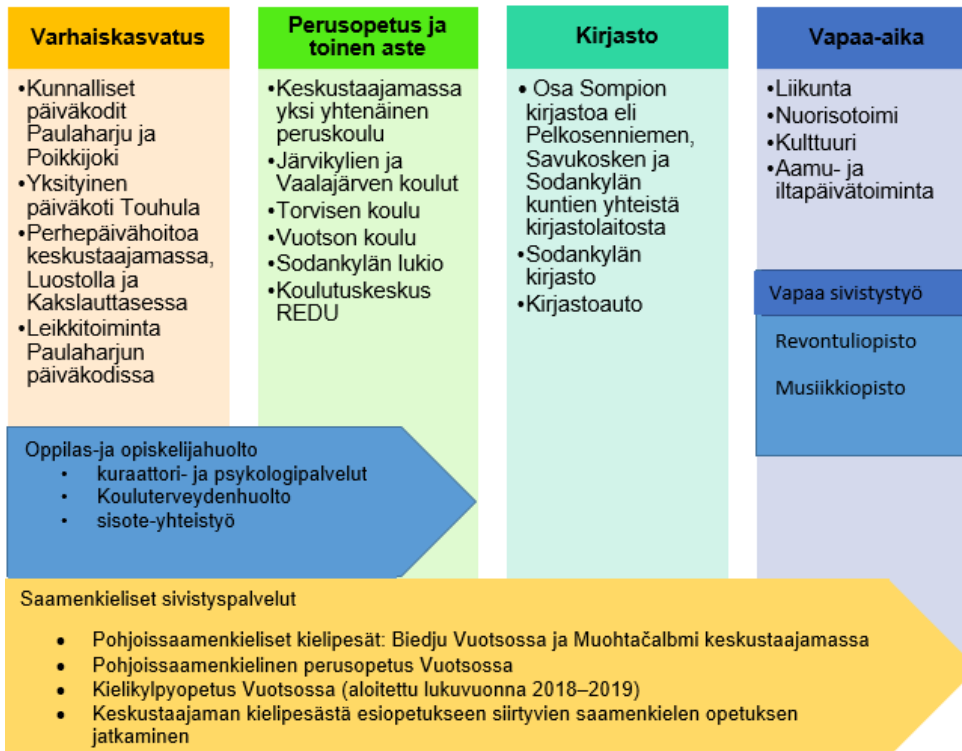 Varhaiskasvatus
•Kunnalliset
päiväkodit
Paulaharju ja
Poikkijoki
•Yksityinen
päiväkoti Touhula
•Perhepäivähoitoa
keskustaajamassa,
Luostolla ja
Kakslauttasessa
•Leikkitoiminta
Paulaharjun
päiväkodissa
Perusopetus ja
toinen aste
•Keskustaajamassa
yksi yhtenäinen
peruskoulu
•Järvikylien ja
Vaalajärven koulut
•Torvisen koulu
•Vuotson koulu
•Sodankylän lukio
•Koulutuskeskus
REDU
Kirjasto
• Osa Sompion
kirjastoa eli
Pelkosenniemen,
Savukosken ja
Sodankylän
kuntien yhteistä
kirjastolaitosta
•Sodankylän
kirjasto
•Kirjastoauto
Vapaa-aika
•Liikunta
•Nuorisotoimi
•Kulttuuri
•Aamu- ja
iltapäivätoiminta
Vapaa sivistystyö
Revontuliopisto
Musiikkiopisto
Oppilas-ja opiskelijahuolto
• kuraattori- ja psykologipalvelut
• Kouluterveydenhuolto
• sisote-yhteistyö
Saamenkieliset sivistyspalvelut
• Pohjoissaamenkieliset kielipesät: Biedju Vuotsossa ja Muohtačalbmi keskustaajamassa
• Pohjoissaamenkielinen perusopetus Vuotsossa
• Kielikylpyopetus Vuotsossa (aloitettu lukuvuonna 2018–2019)
• Keskustaajaman kielipesästä esiopetukseen siirtyvien saamenkielen opetuksen
jatkaminen